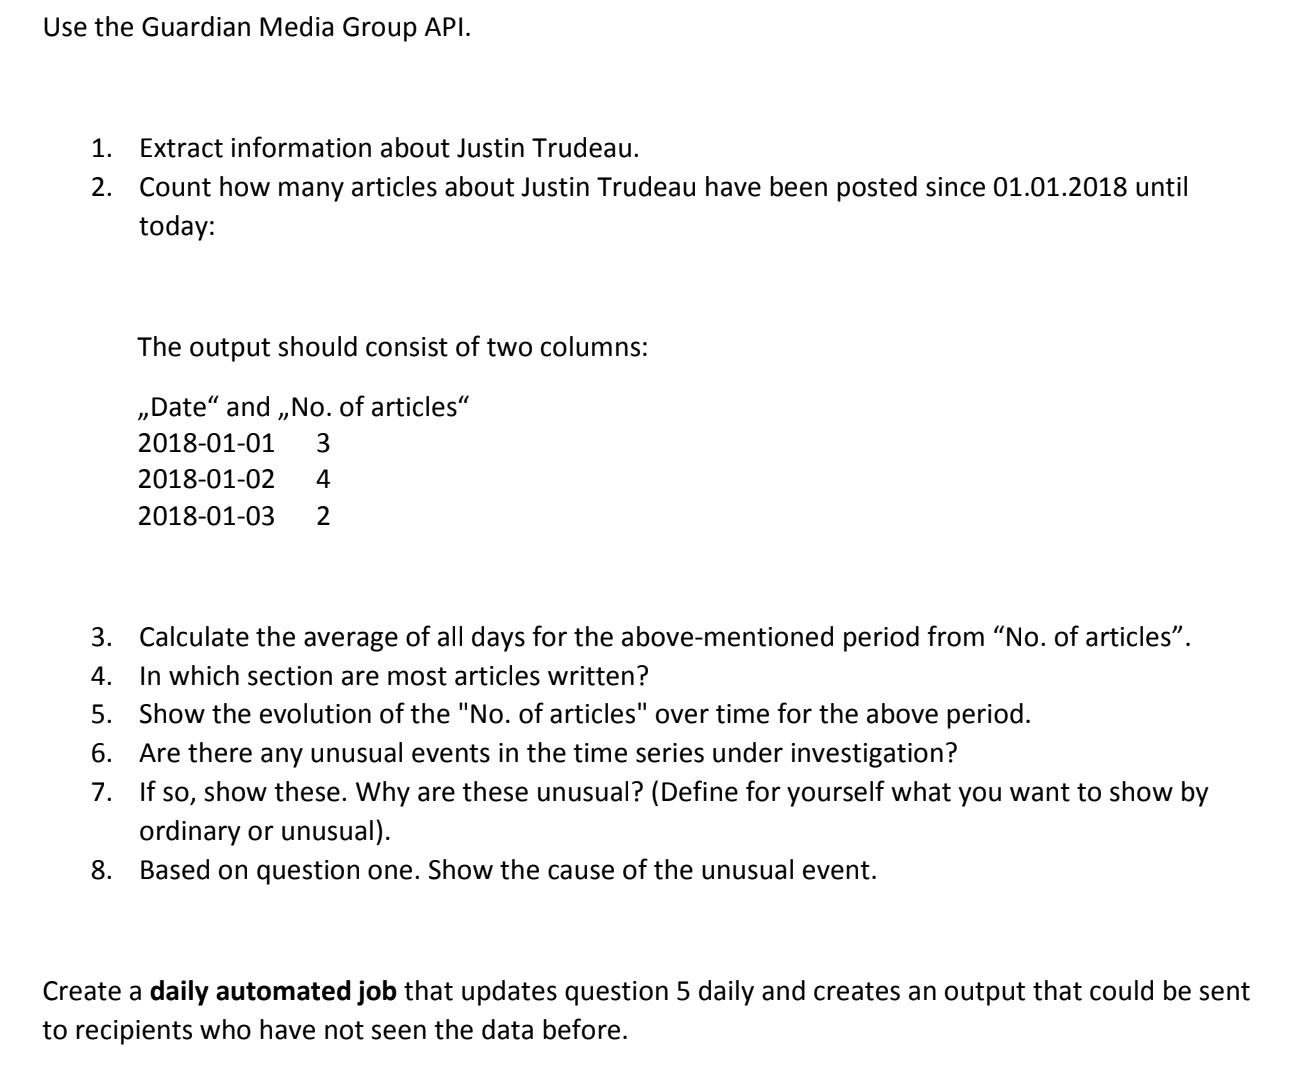 Use the Guardian Media Group API.
1. Extract information about Justin Trudeau.
2. Count how many articles about Justin Trudeau have been posted since 01.01.2018 until
today:
The output should consist of two columns:
„Date“ and „No. of articles“
2018-01-01 3
2018-01-02 4
2018-01-03 2
3. Calculate the average of all days for the above-mentioned period from “No. of articles”.
4. In which section are most articles written?
5. Show the evolution of the "No. of articles" over time for the above period.
6. Are there any unusual events in the time series under investigation?
7. If so, show these. Why are these unusual? (Define for yourself what you want to show by
ordinary or unusual).
8. Based on question one. Show the cause of the unusual event.
Create a daily automated job that updates question 5 daily and creates an output that could be sent
to recipients who have not seen the data before.